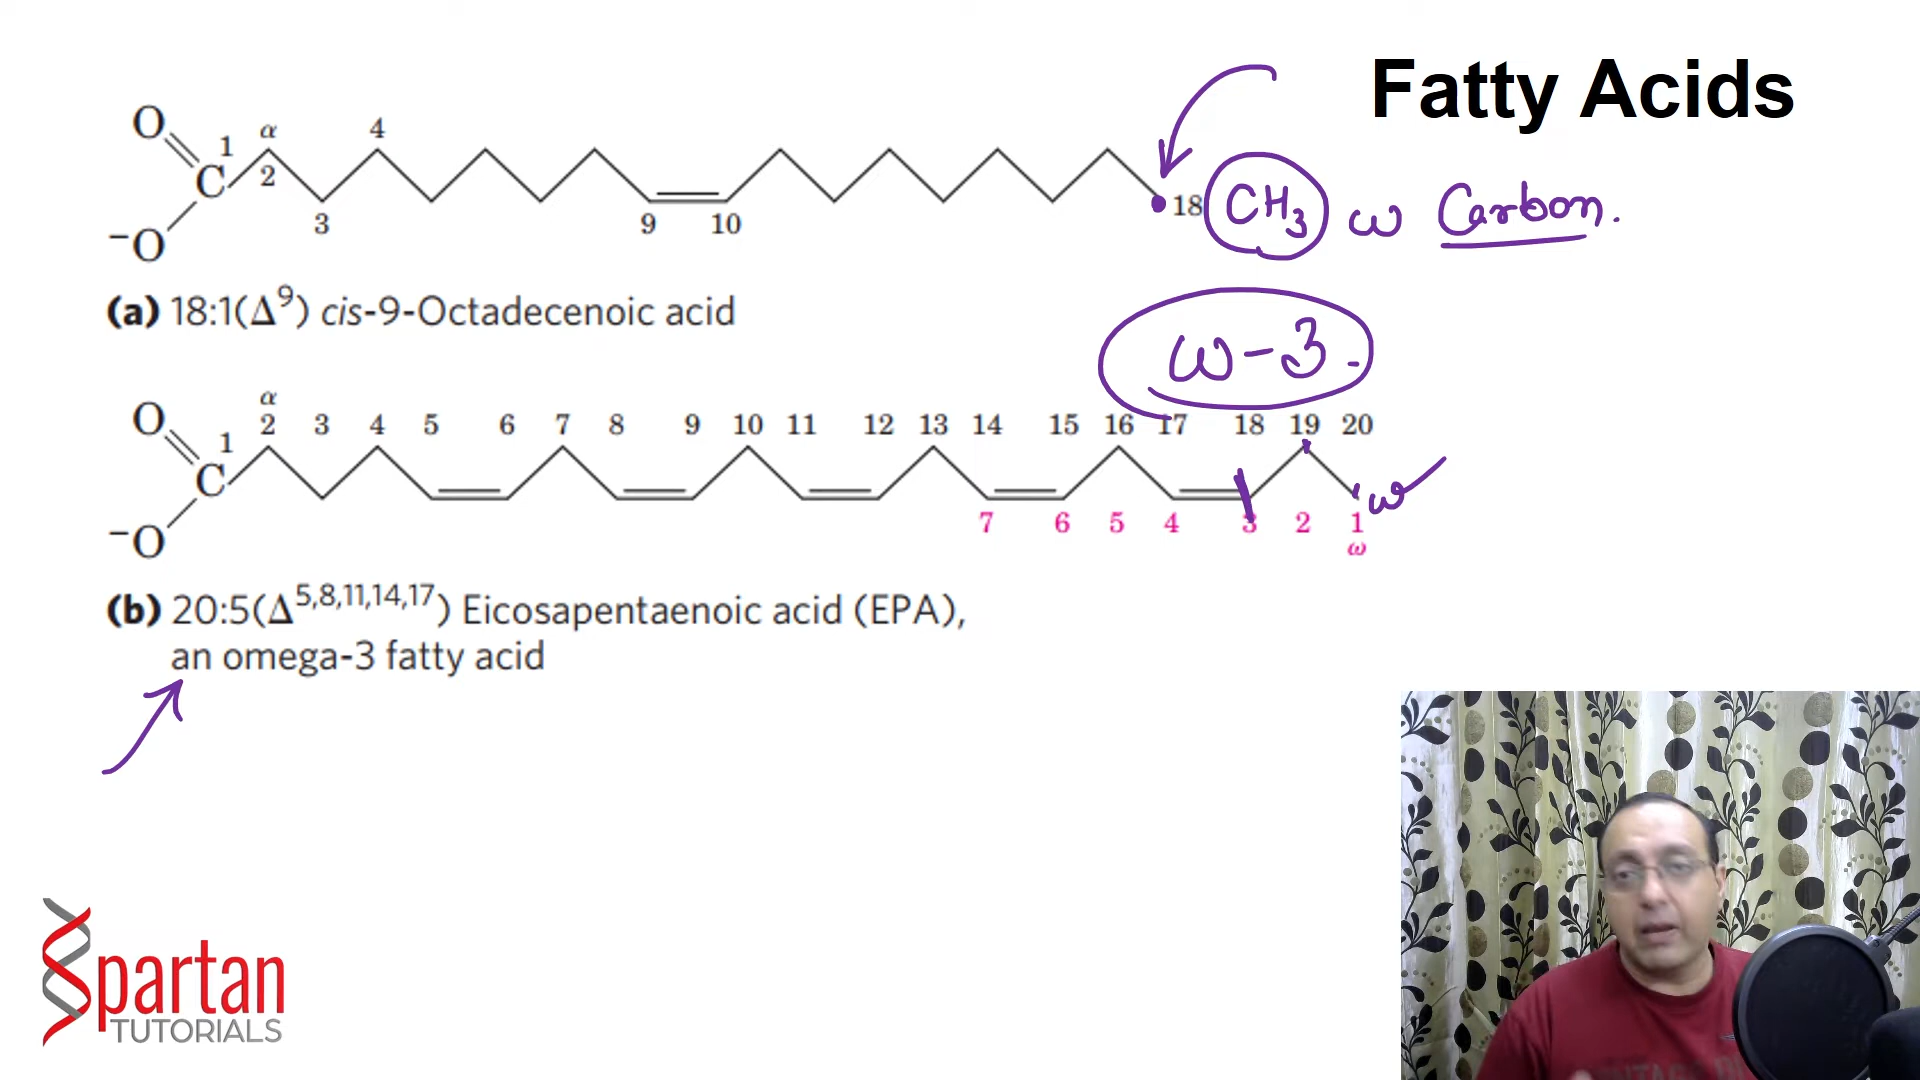 Fatty Acids
O
1
α
2
3
4
9
10
18
C
⁻O
CH₃ ω Carbon.
(a) 18:1(Δ⁹) cis-9-Octadecenoic acid
ω-3.
O
α
1 2 3 4 5 6 7 8 9 10 11 12 13 14 15 16 17 18 19 20
C
ω
⁻O
7 6 5 4 3 2 1
ω
(b) 20:5(Δ⁵,⁸,¹¹,¹⁴,¹⁷) Eicosapentaenoic acid (EPA),
an omega-3 fatty acid
Spartan
TUTORIALS